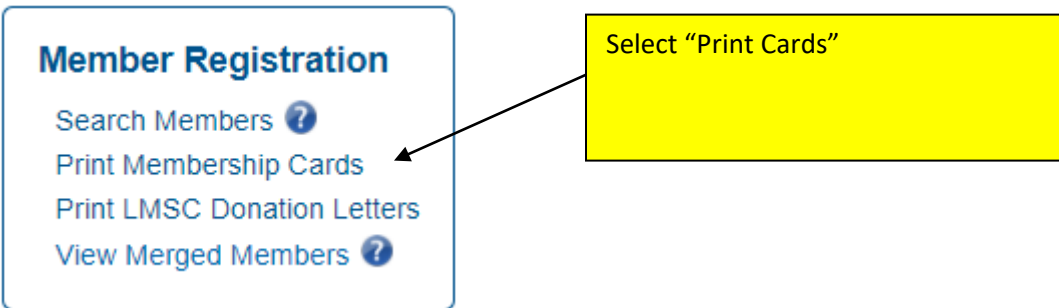 Member Registration
Search Members ?
Print Membership Cards
Print LMSC Donation Letters
View Merged Members ?
Select “Print Cards”